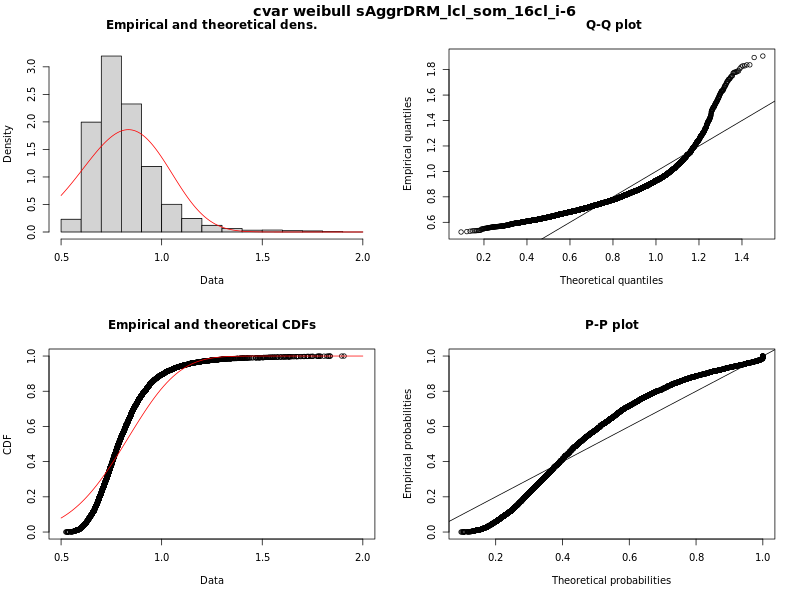 cvar weibull sAggrDRM_lcl_som_16cl_i-6
Empirical and theoretical dens.
Density
0.0 0.5 1.0 1.5 2.0 2.5 3.0
0.5 1.0 1.5 2.0
Data
Q-Q plot
Empirical quantiles
0.6 0.8 1.0 1.2 1.4 1.6 1.8
0.2 0.4 0.6 0.8 1.0 1.2 1.4
Theoretical quantiles
Empirical and theoretical CDFs
CDF
0.0 0.2 0.4 0.6 0.8 1.0
0.5 1.0 1.5 2.0
Data
P-P plot
Empirical probabilities
0.0 0.2 0.4 0.6 0.8 1.0
0.2 0.4 0.6 0.8 1.0
Theoretical probabilities